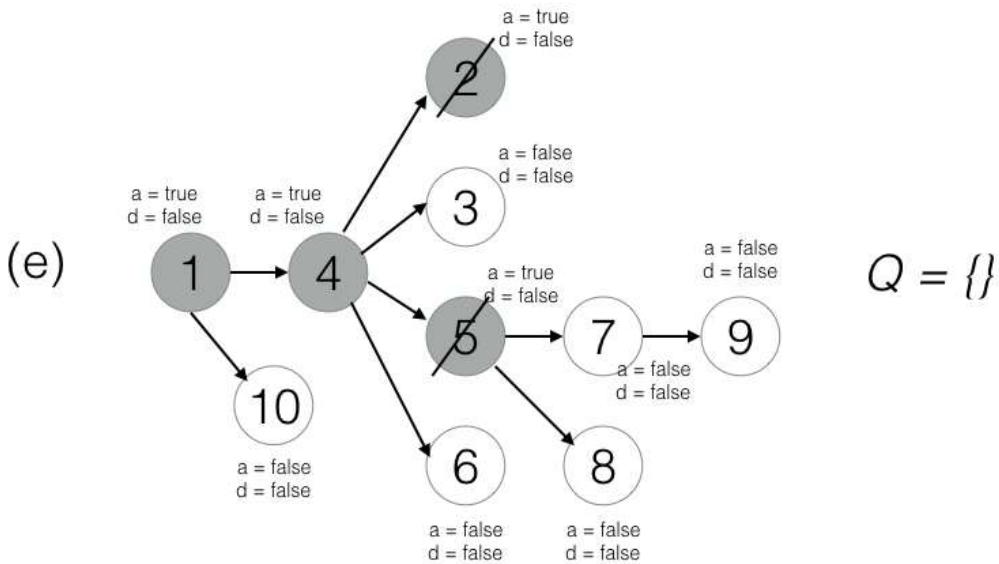 a = true
d = false
2
a = false
d = false
3
a = true
d = false
a = true
d = false
(e)
1
4
a = true
d = false
5
7
a = false
d = false
a = false
d = false
9
Q = {}
10
a = false
d = false
6
a = false
d = false
8
a = false
d = false